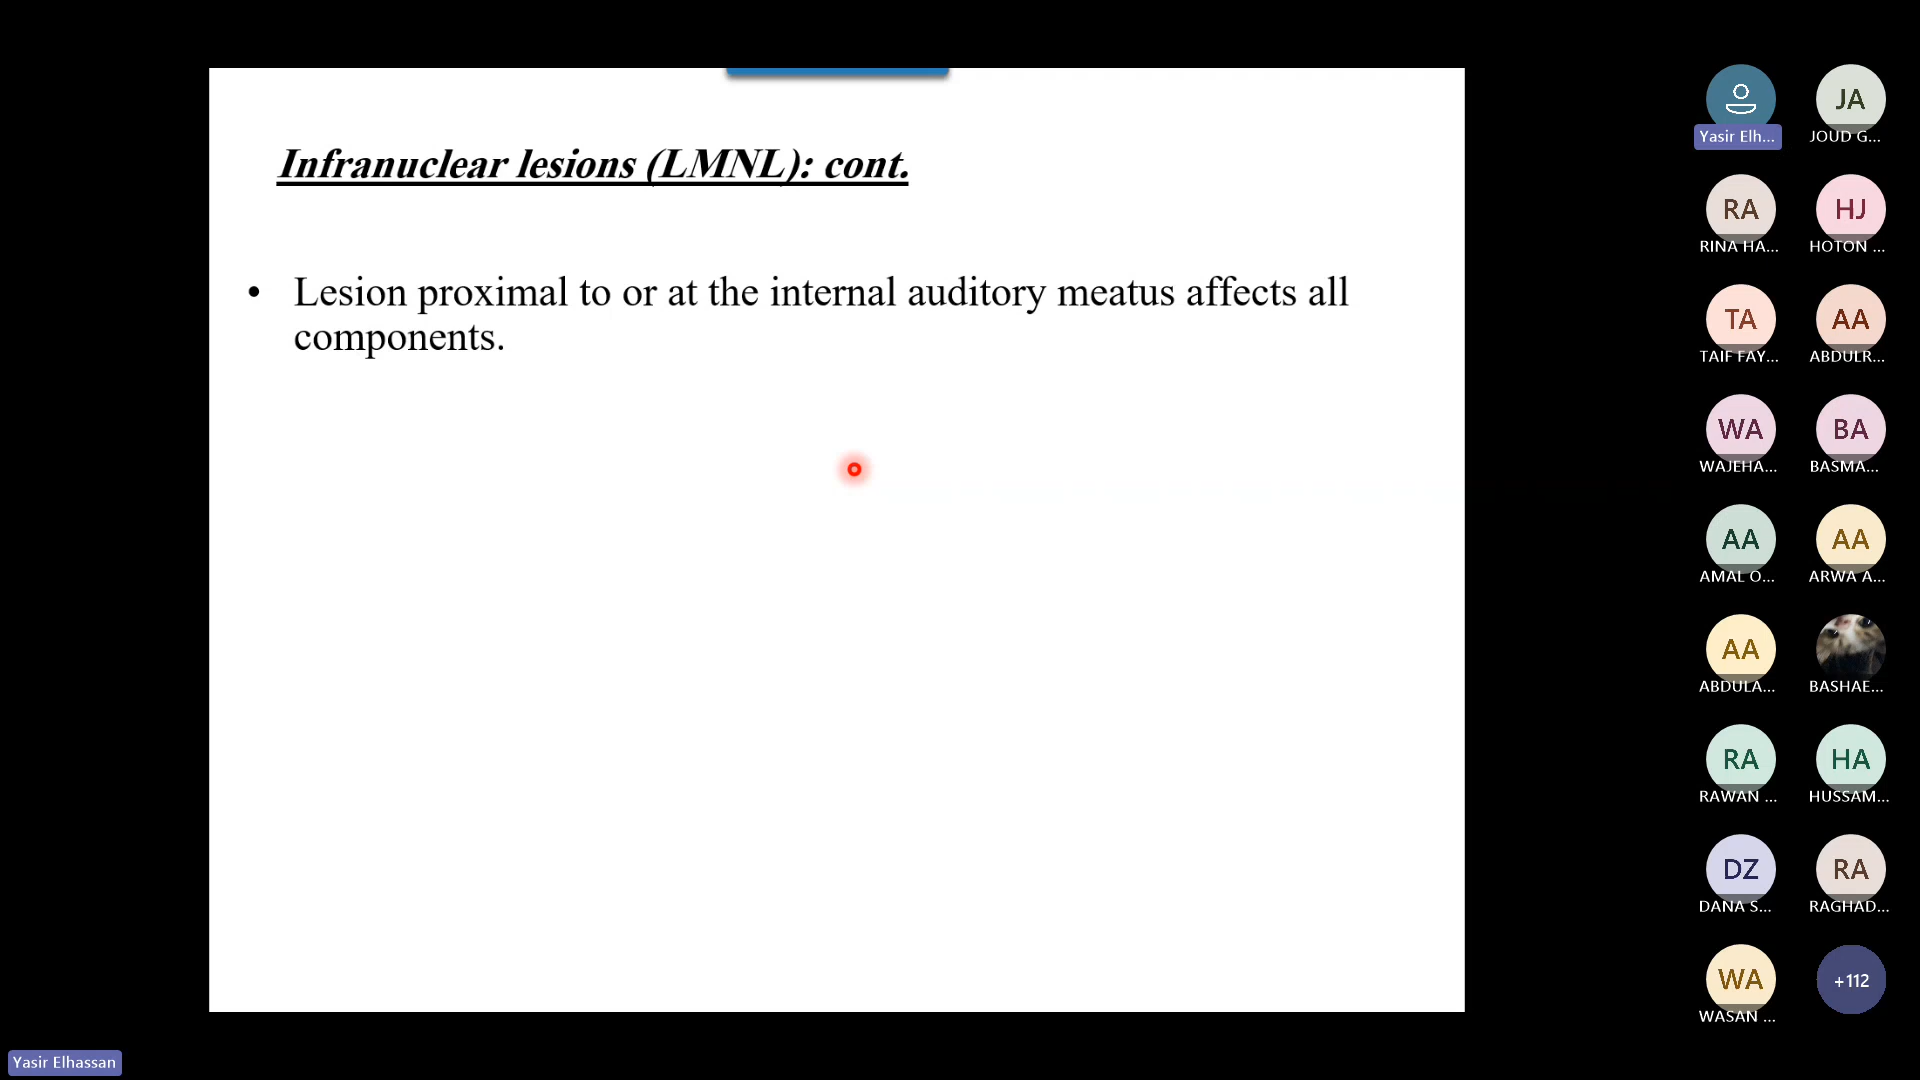 Infranuclear lesions (LMNL): cont.
• Lesion proximal to or at the internal auditory meatus affects all
components.
Yasir Elh...
JA
JOUD G...
RA
RINA HA...
HJ
HOTON ...
TA
TAIF FAY...
AA
ABDULR...
WA
WAJEHA...
BA
BASMA...
AA
AMAL O...
AA
ARWA A...
AA
ABDULA...
BASHAE...
RA
RAWAN ...
HA
HUSSAM...
DZ
DANA S...
RA
RAGHAD...
WA
WASAN ...
+112
Yasir Elhassan